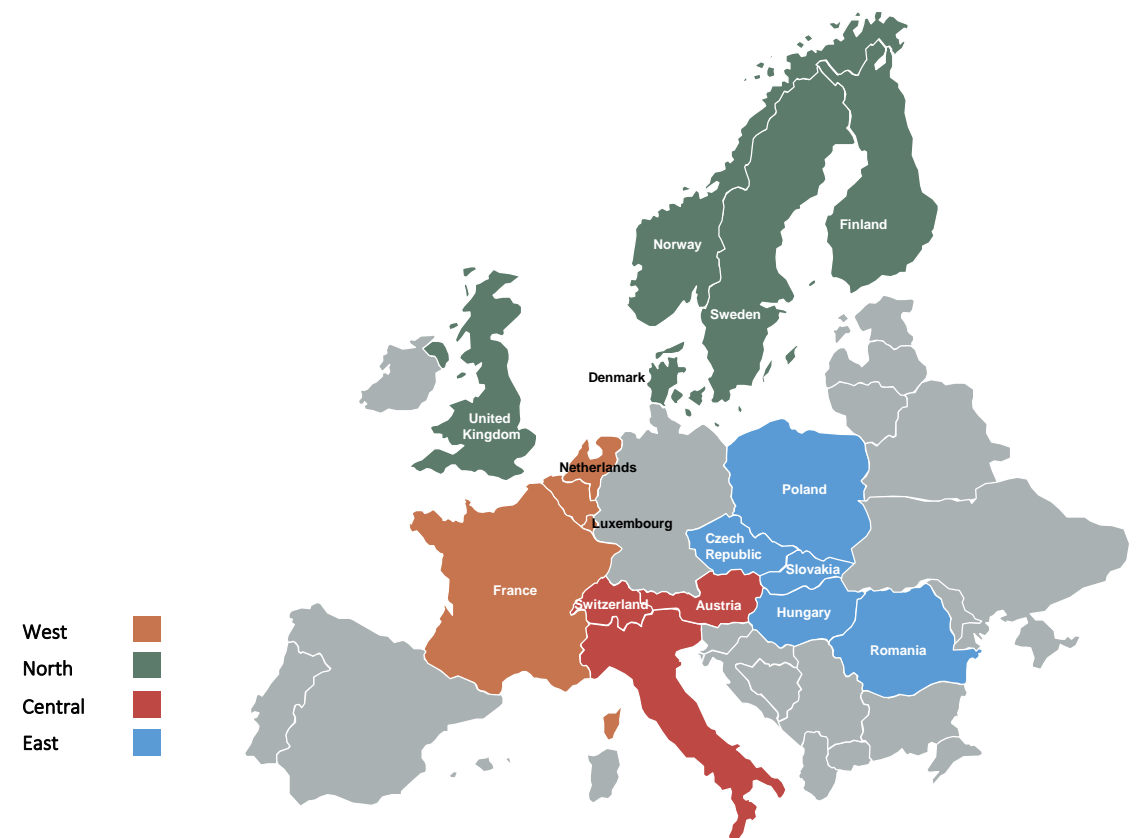 Norway
Finland
Sweden
Denmark
United
Kingdom
Netherlands
Poland
Luxembourg
Czech
Republic
Slovakia
France
Switzerland
Austria
Hungary
Romania
West
North
Central
East